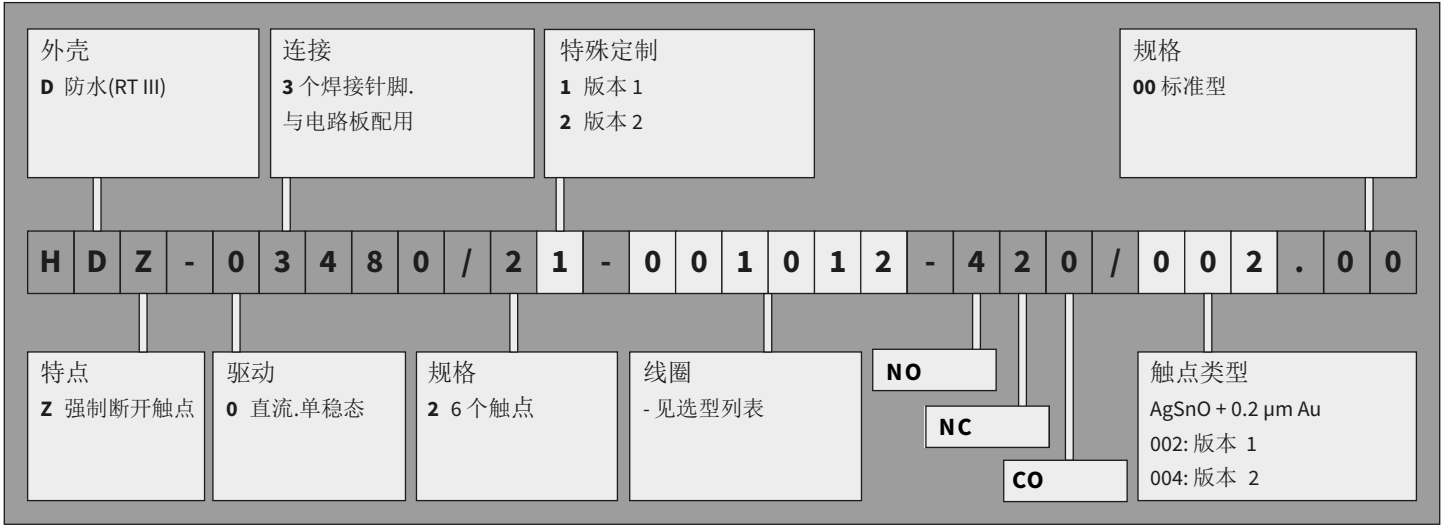 外壳
D 防水(RT III)
连接
3 个焊接针脚.
与电路板配用
特殊定制
1 版本 1
2 版本 2
规格
00 标准型
H D Z - 0 3 4 8 0 / 2 1 - 0 0 1 0 1 2 - 4 2 0 / 0 0 2 . 0 0
特点
Z 强制断开触点
驱动
0 直流.单稳态
规格
2 6 个触点
线圈
- 见选型列表
NO
NC
CO
触点类型
AgSnO + 0.2 µm Au
002: 版本 1
004: 版本 2